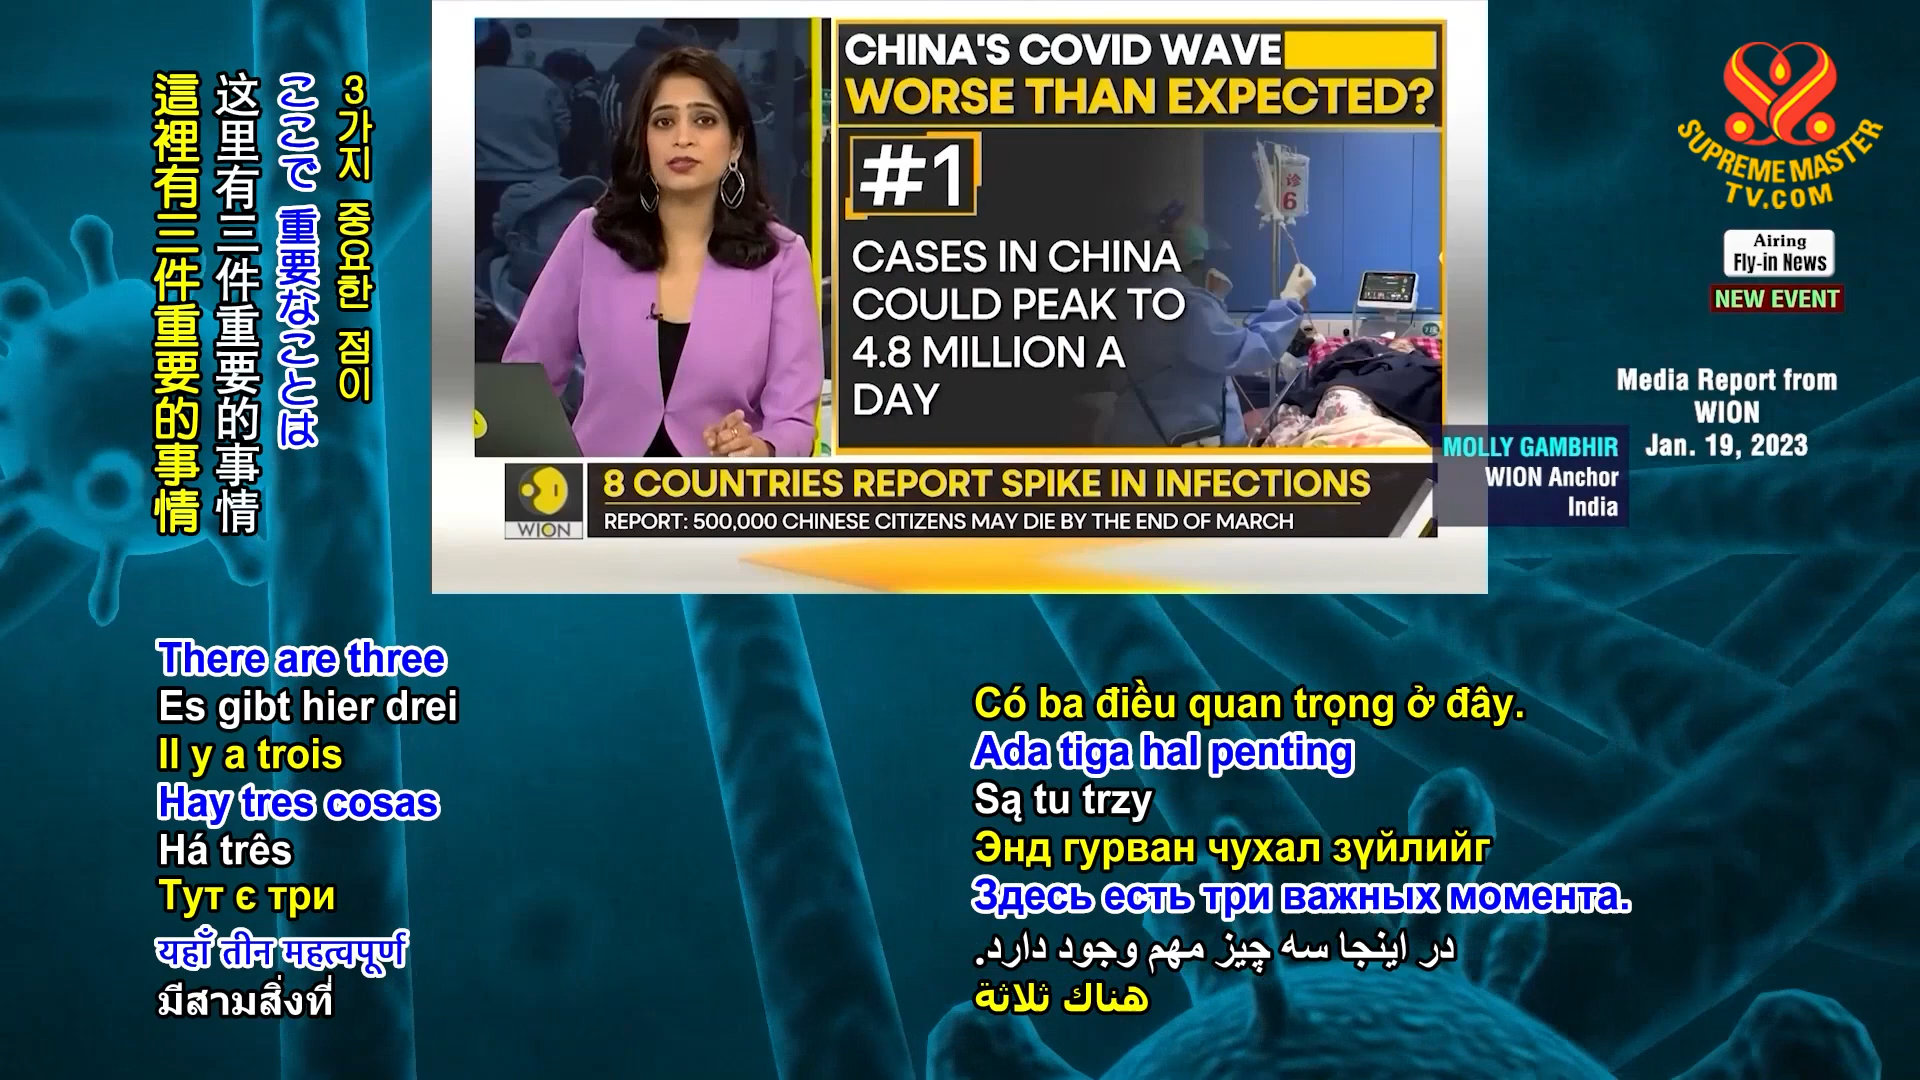 這裡有三件重要的事情
这里有三件重要的事情
ここで 重要なことは
3가지 중요한 점이
CHINA'S COVID WAVE
WORSE THAN EXPECTED?
#1
CASES IN CHINA
COULD PEAK TO
4.8 MILLION A
DAY
诊
6
WION
8 COUNTRIES REPORT SPIKE IN INFECTIONS
REPORT: 500,000 CHINESE CITIZENS MAY DIE BY THE END OF MARCH
SUPREME MASTER
TV.COM
Airing
Fly-in News
NEW EVENT
Media Report from
WION
Jan. 19, 2023
MOLLY GAMBHIR
WION Anchor
India
There are three
Es gibt hier drei
Il y a trois
Hay tres cosas
Há três
Тут є три
यहाँ तीन महत्वपूर्ण
มีสามสิ่งที่
Có ba điều quan trọng ở đây.
Ada tiga hal penting
Są tu trzy
Энд гурван чухал зүйлийг
Здесь есть три важных момента.
در اینجا سه چیز مهم وجود دارد.
هناك ثلاثة